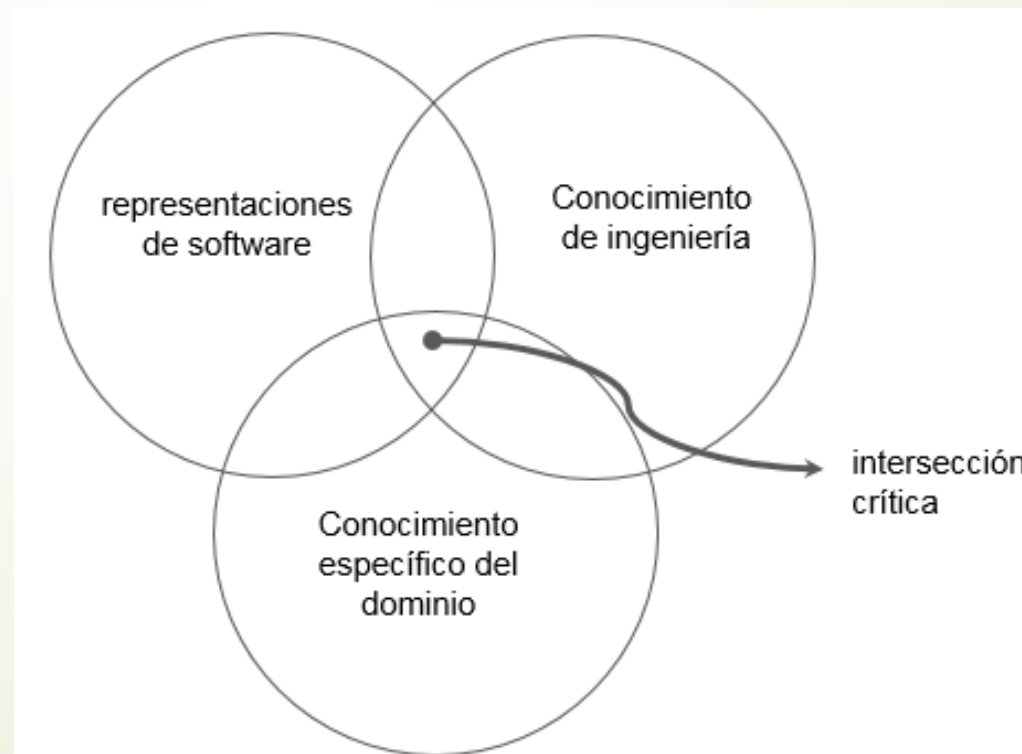 representaciones
de software
Conocimiento
de ingeniería
intersección
crítica
Conocimiento
específico del
dominio